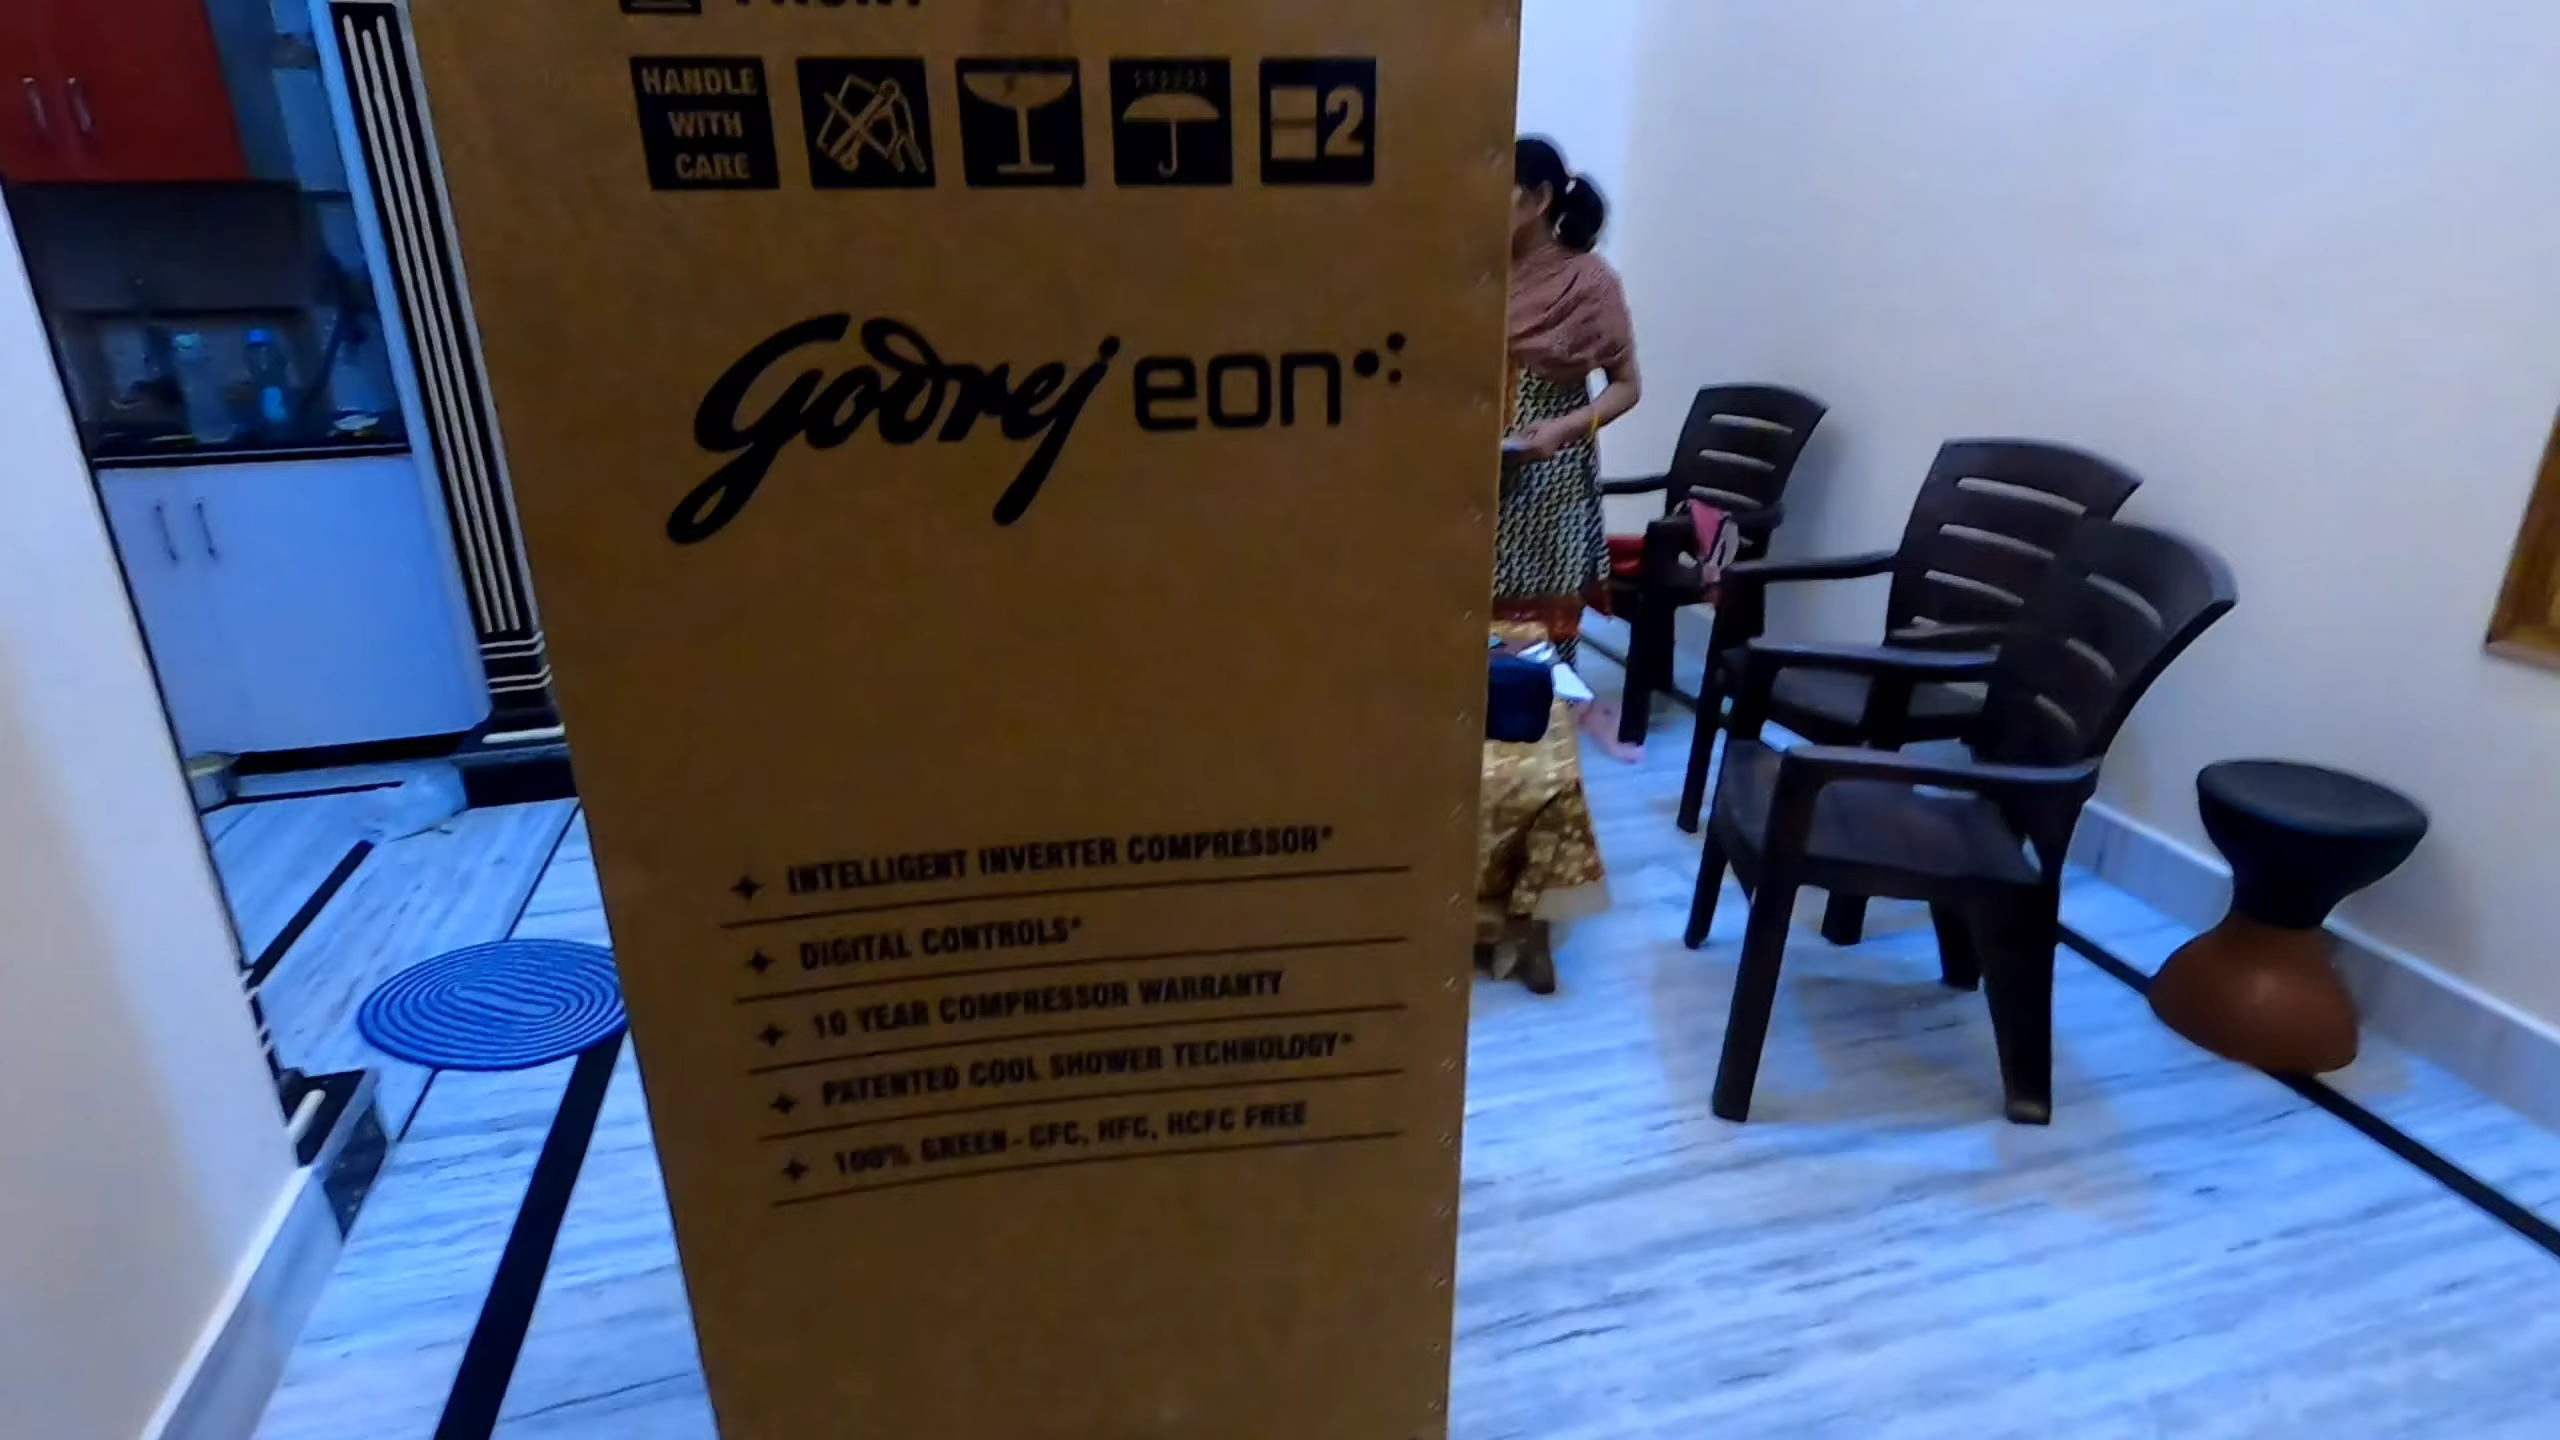 FRONT
HANDLE
WITH
CARE
2
Godrej eon
INTELLIGENT INVERTER COMPRESSOR*
DIGITAL CONTROLS*
10 YEAR COMPRESSOR WARRANTY
PATENTED COOL SHOWER TECHNOLOGY*
100% GREEN - CFC, HFC, HCFC FREE